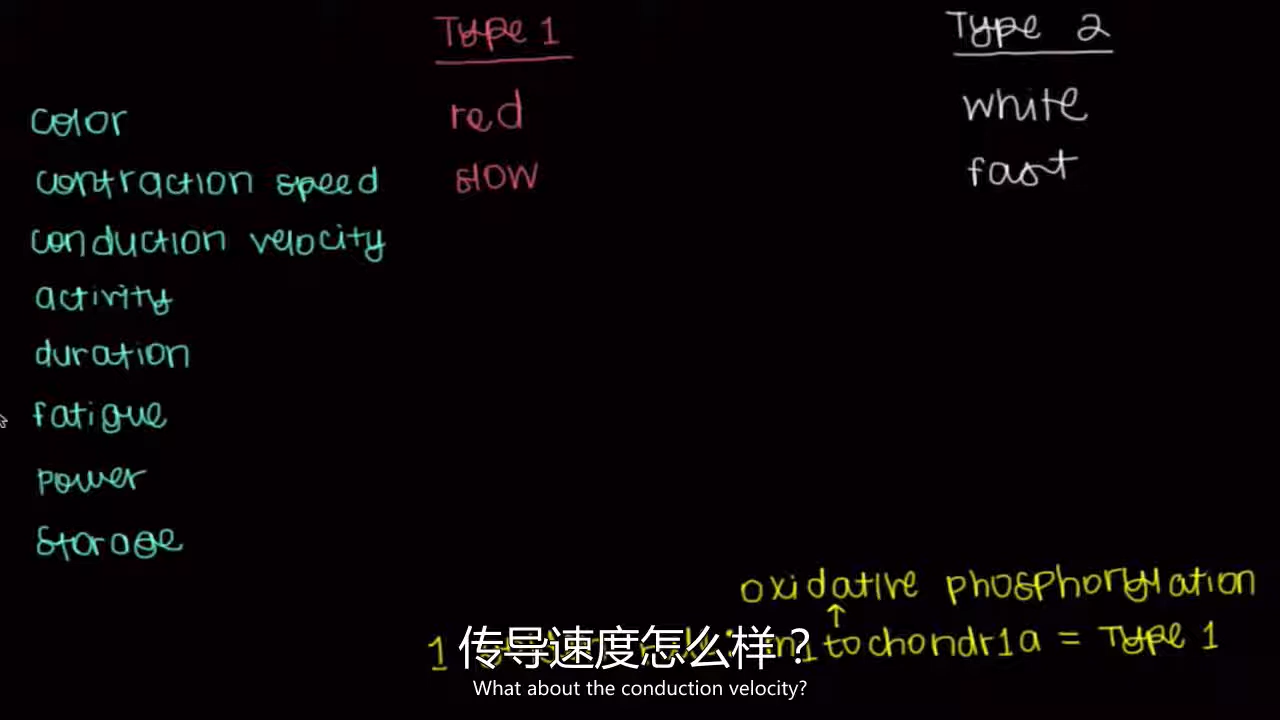 Type 1 Type 2
color red white
contraction speed slow fast
conduction velocity
activity
duration
fatigue
power
storage
oxidative phosphorylation
↑
1 mitochondria = Type 1
传导速度怎么样？
What about the conduction velocity?